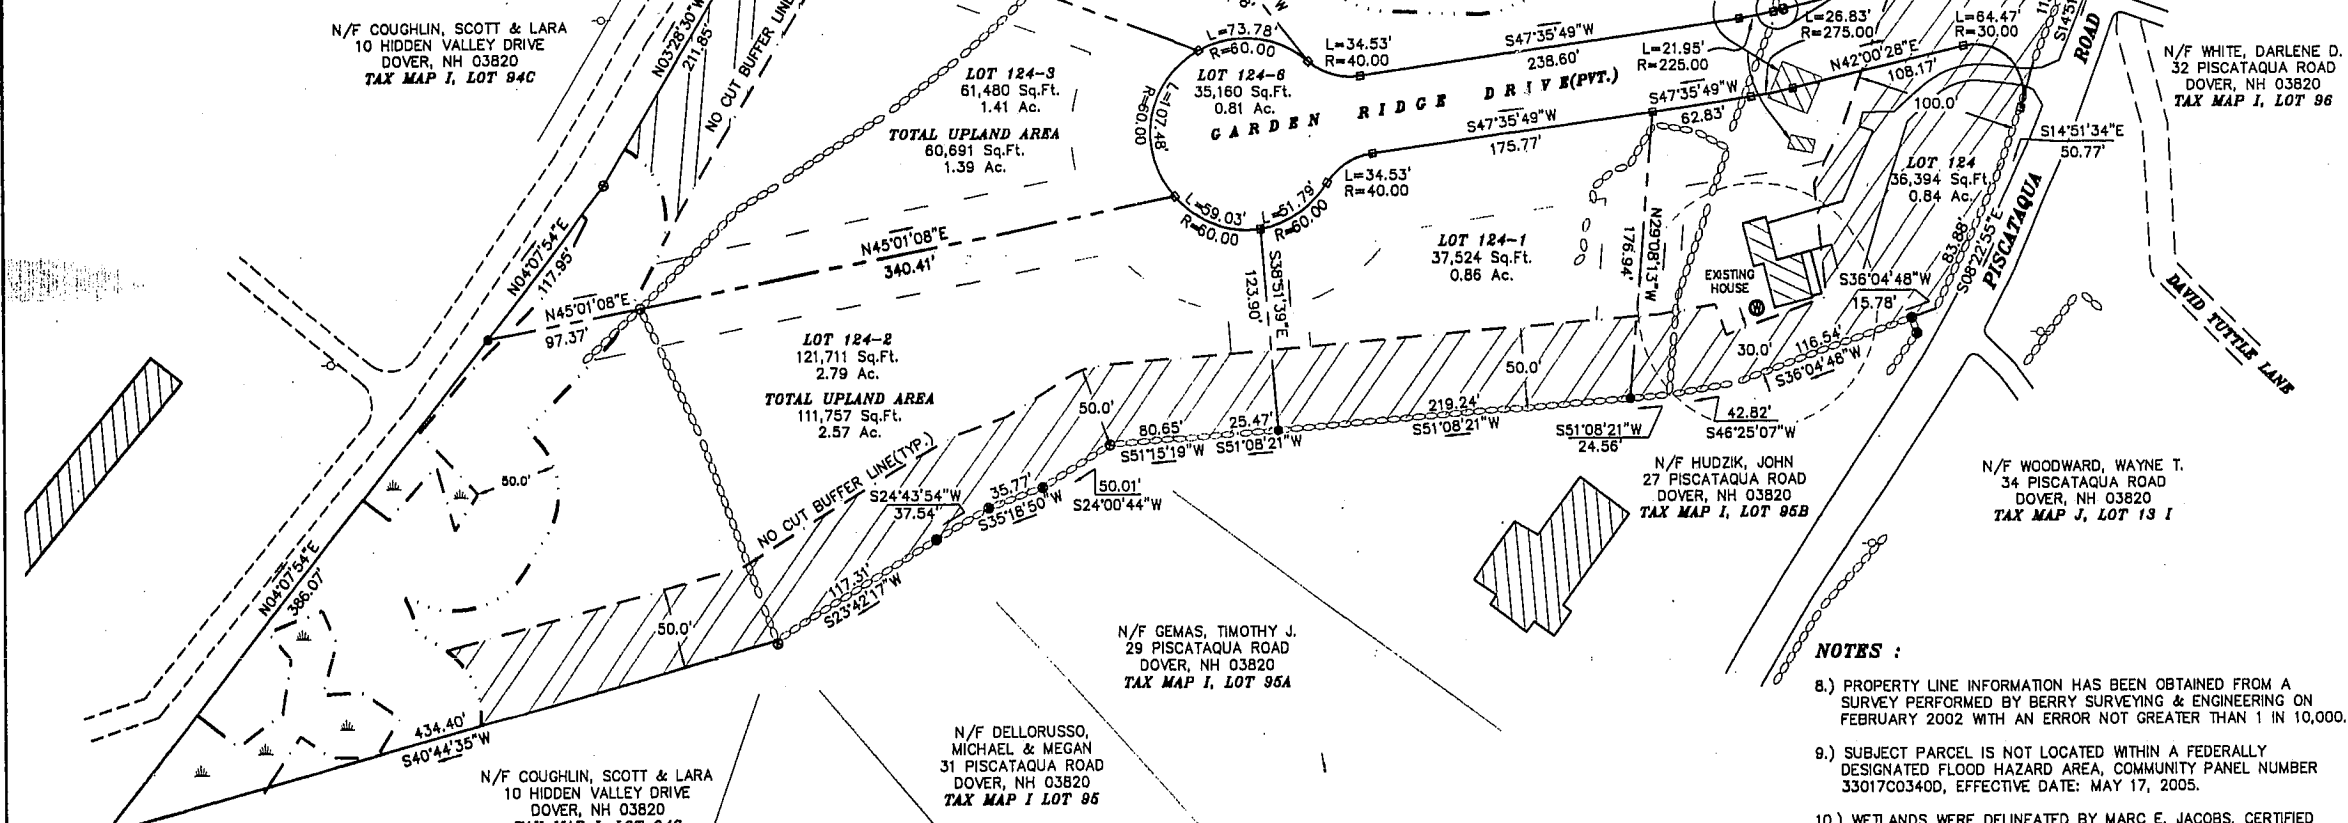 N/F COUGHLIN, SCOTT & LARA
10 HIDDEN VALLEY DRIVE
DOVER, NH 03820
TAX MAP I, LOT 94C
N03°28'30"W
211.85'
NO CUT BUFFER LINE
LOT 124-3
61,480 Sq.Ft.
1.41 Ac.
TOTAL UPLAND AREA
60,691 Sq.Ft.
1.39 Ac.
L=73.78'
R=60.00
LOT 124-6
35,160 Sq.Ft.
0.81 Ac.
L=107.48'
R=60.00
L=34.53'
R=40.00
S47°35'49"W
238.60'
GARDEN RIDGE DRIVE(PVT.)
S47°35'49"W
175.77'
L=21.95'
R=225.00
L=26.83'
R=275.00
L=64.47'
R=30.00
N42°00'28"E
108.17'
S47°35'49"W
62.83'
100.0'
ROAD
N/F WHITE, DARLENE D.
32 PISCATAQUA ROAD
DOVER, NH 03820
TAX MAP I, LOT 96
S14°51'34"E
50.77'
LOT 124
36,394 Sq.Ft.
0.84 Ac.
L=34.53'
R=40.00
L=59.03'
R=60.00
L=51.79'
R=60.00
N04°07'54"E
117.95'
N45°01'08"E
340.41'
N45°01'08"E
97.37'
S38°51'39"E
123.90'
LOT 124-1
37,524 Sq.Ft.
0.86 Ac.
N29°08'13"W
176.94'
EXISTING
HOUSE
W
S36°04'48"W
15.78'
83.88'
S08°22'55"E
PISCATAQUA
DAVID TUTTLE LANE
LOT 124-2
121,711 Sq.Ft.
2.79 Ac.
TOTAL UPLAND AREA
111,757 Sq.Ft.
2.57 Ac.
50.0'
50.0'
30.0'
116.54'
S36°04'48"W
80.65'
S51°15'19"W
25.47'
S51°08'21"W
219.24'
S51°08'21"W
S51°08'21"W
24.56'
42.82'
S46°25'07"W
NO CUT BUFFER LINE(TYP.)
S24°43'54"W
37.54'
35.77'
S35°18'50"W
50.01'
S24°00'44"W
50.0'
N/F HUDZIK, JOHN
27 PISCATAQUA ROAD
DOVER, NH 03820
TAX MAP I, LOT 95B
N/F WOODWARD, WAYNE T.
34 PISCATAQUA ROAD
DOVER, NH 03820
TAX MAP J, LOT 13 I
N04°07'54"E
386.07'
117.31'
S23°42'17"W
50.0'
434.40'
S40°44'35"W
N/F GEMAS, TIMOTHY J.
29 PISCATAQUA ROAD
DOVER, NH 03820
TAX MAP I, LOT 95A
N/F DELLORUSSO,
MICHAEL & MEGAN
31 PISCATAQUA ROAD
DOVER, NH 03820
TAX MAP I LOT 95
N/F COUGHLIN, SCOTT & LARA
10 HIDDEN VALLEY DRIVE
DOVER, NH 03820
NOTES :
8.) PROPERTY LINE INFORMATION HAS BEEN OBTAINED FROM A
SURVEY PERFORMED BY BERRY SURVEYING & ENGINEERING ON
FEBRUARY 2002 WITH AN ERROR NOT GREATER THAN 1 IN 10,000.
9.) SUBJECT PARCEL IS NOT LOCATED WITHIN A FEDERALLY
DESIGNATED FLOOD HAZARD AREA, COMMUNITY PANEL NUMBER
33017C0340D, EFFECTIVE DATE: MAY 17, 2005.
10.) WETLANDS WERE DELINEATED BY MARC E. JACOBS, CERTIFIED